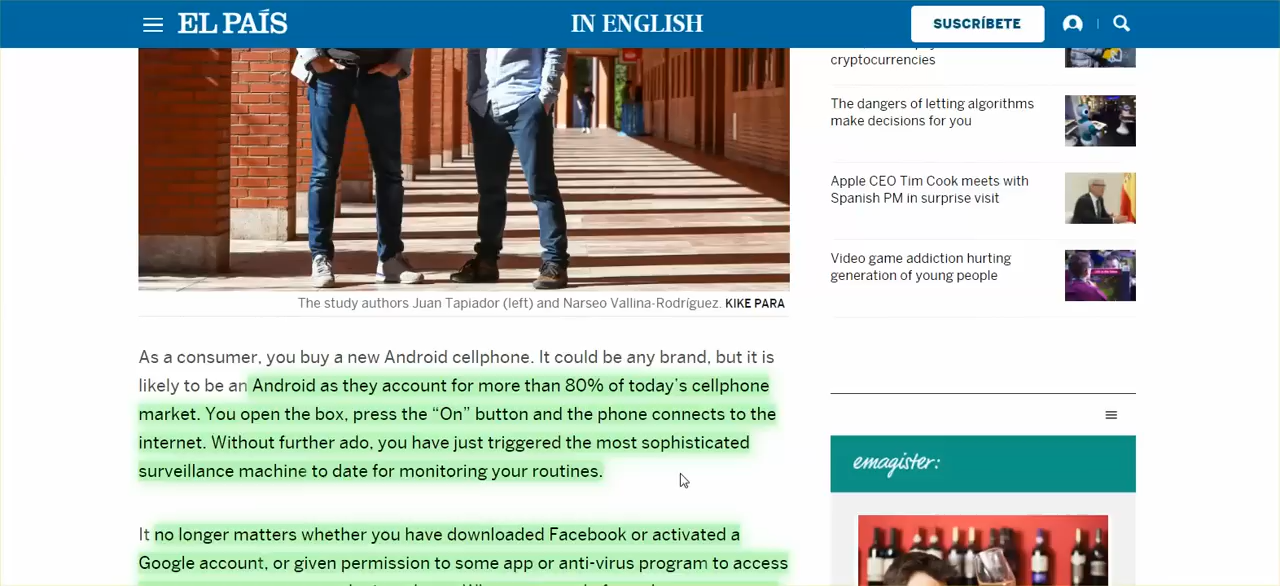 EL PAÍS
IN ENGLISH
SUSCRÍBETE
cryptocurrencies
The dangers of letting algorithms
make decisions for you
Apple CEO Tim Cook meets with
Spanish PM in surprise visit
Video game addiction hurting
generation of young people
The study authors Juan Tapiador (left) and Narseo Vallina-Rodríguez. KIKE PARA
As a consumer, you buy a new Android cellphone. It could be any brand, but it is
likely to be an Android as they account for more than 80% of today's cellphone
market. You open the box, press the “On” button and the phone connects to the
internet. Without further ado, you have just triggered the most sophisticated
surveillance machine to date for monitoring your routines.
It no longer matters whether you have downloaded Facebook or activated a
Google account, or given permission to some app or anti-virus program to access
emagister: